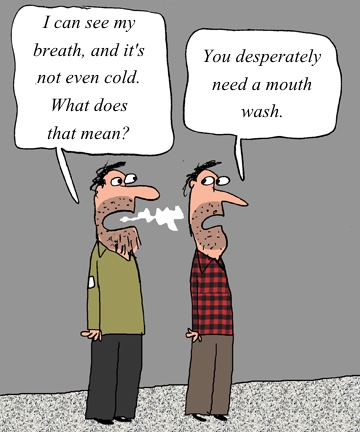 I can see my
breath, and it's
not even cold.
What does
that mean?
You desperately
need a mouth
wash.